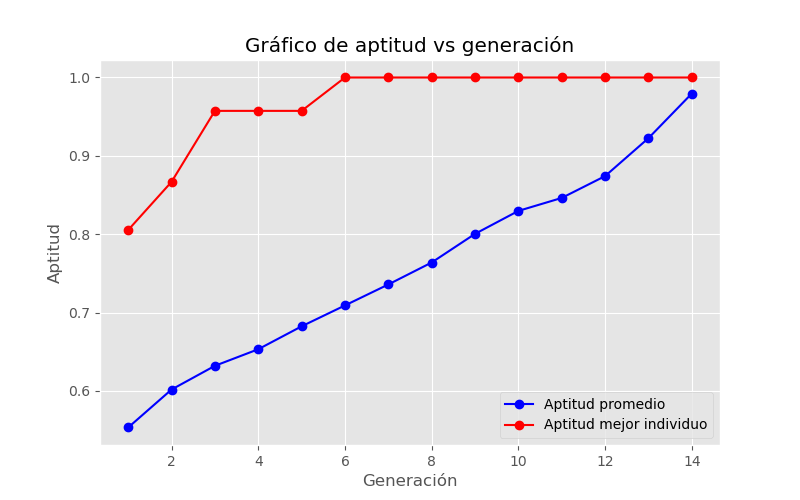 Gráfico de aptitud vs generación
Aptitud
1.0
0.9
0.8
0.7
0.6
2 4 6 8 10 12 14
Generación
Aptitud promedio
Aptitud mejor individuo